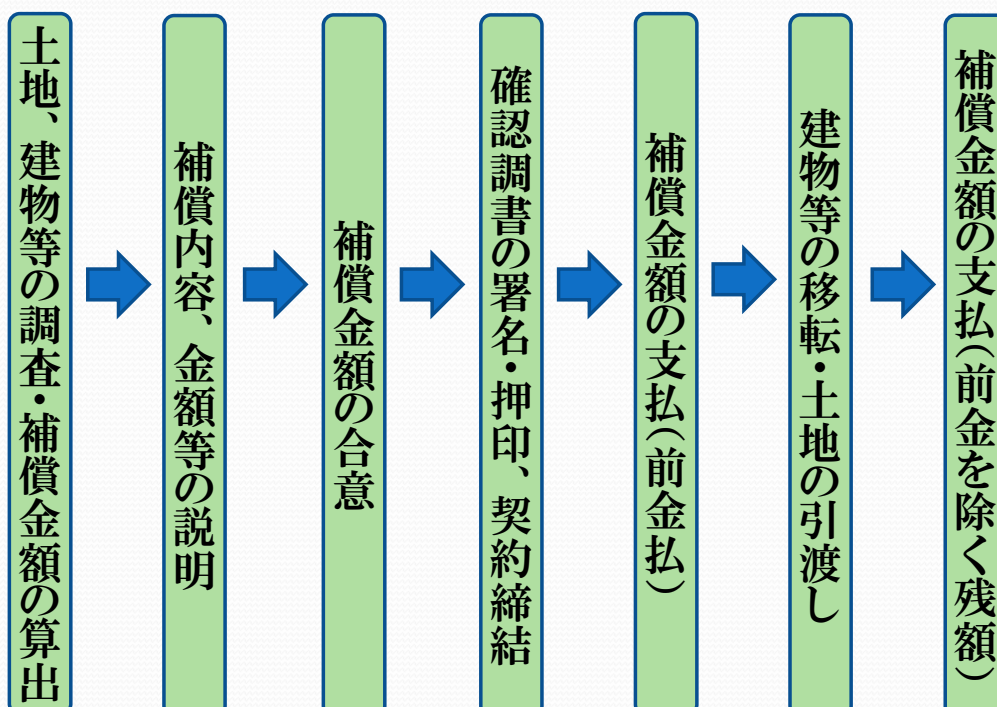 土地、建物等の調査・補償金額の算出
補償内容、金額等の説明
補償金額の合意
確認調書の署名・押印、契約締結
補償金額の支払（前金払）
建物等の移転・土地の引渡し
補償金額の支払（前金を除く残額）